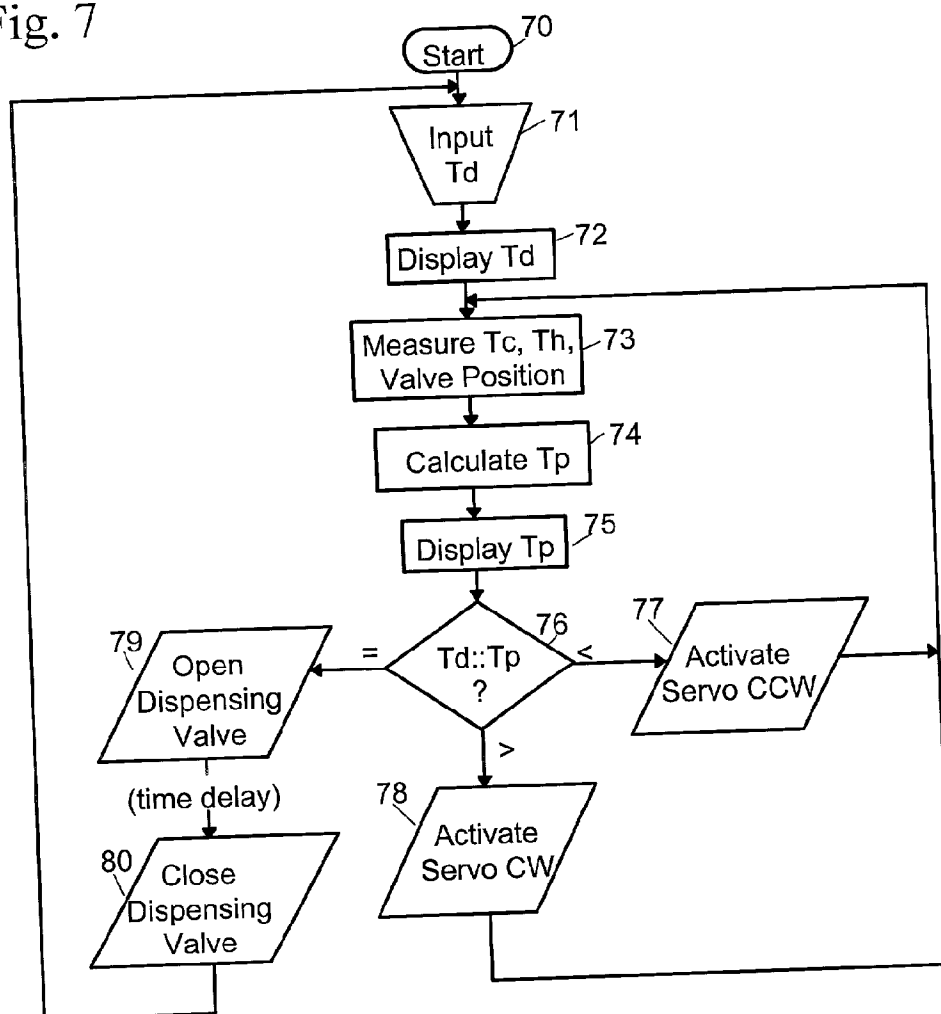 Fig. 7
70
Start
71
Input
Td
72
Display Td
73
Measure Tc, Th,
Valve Position
74
Calculate Tp
75
Display Tp
76
Td::Tp
?
=
<
>
77
Activate
Servo CCW
79
Open
Dispensing
Valve
(time delay)
78
Activate
Servo CW
80
Close
Dispensing
Valve